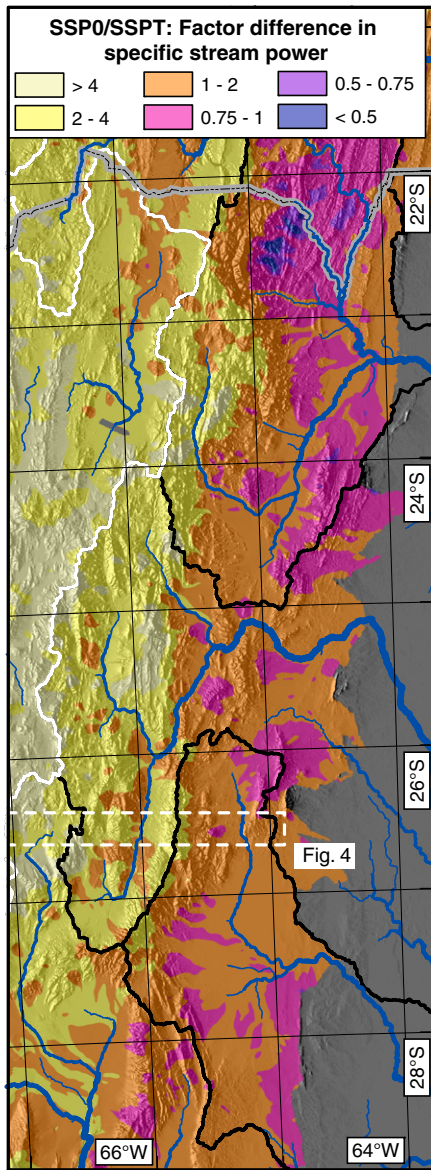 SSP0/SSPT: Factor difference in
specific stream power
> 4
1 - 2
0.5 - 0.75
2 - 4
0.75 - 1
< 0.5
22°S
24°S
26°S
Fig. 4
28°S
66°W
64°W